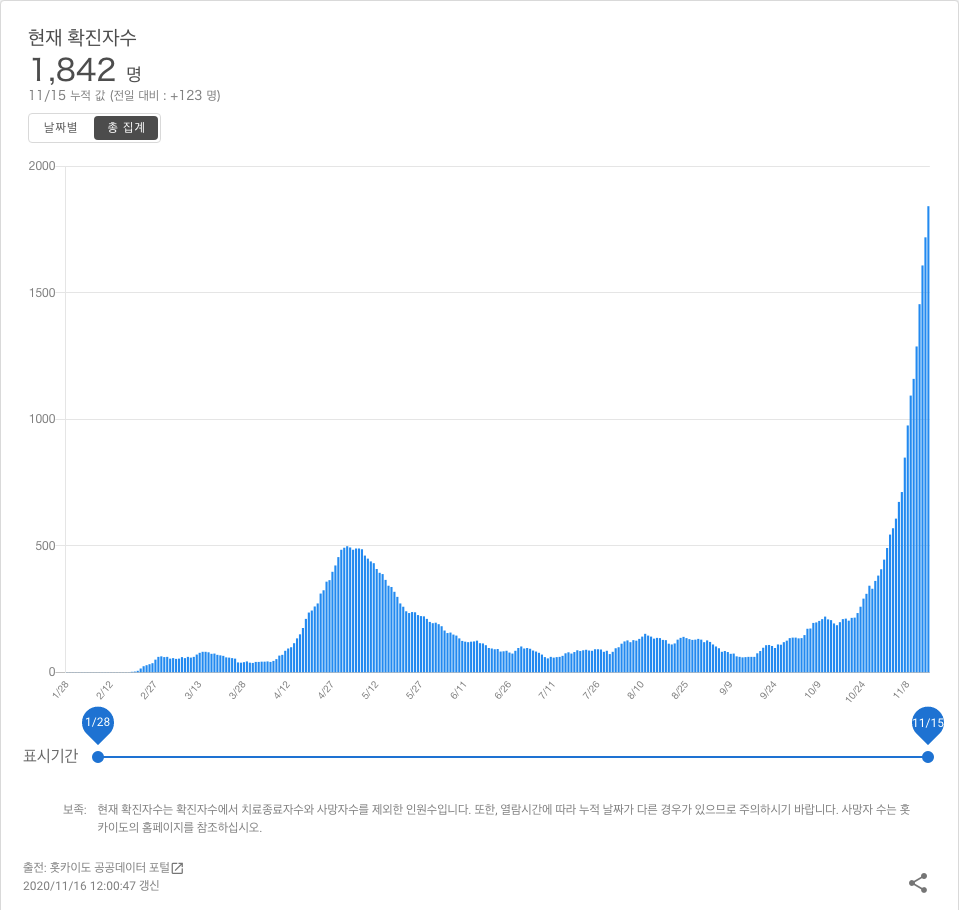 현재 확진자수
1,842 명
11/15 누적 값 (전일 대비 : +123 명)
날짜별 총 집계
2000
1500
1000
500
0
1/28 2/12 2/27 3/13 3/28 4/12 4/27 5/12 5/27 6/11 6/26 7/11 7/26 8/10 8/25 9/9 9/24 10/9 10/24 11/8
1/28 11/15
표시기간
보족: 현재 확진자수는 확진자수에서 치료종료자수와 사망자수를 제외한 인원수입니다. 또한, 열람시간에 따라 누적 날짜가 다른 경우가 있으므로 주의하시기 바랍니다. 사망자 수는 홋
카이도의 홈페이지를 참조하십시오.
출전: 홋카이도 공공데이터 포털
2020/11/16 12:00:47 갱신